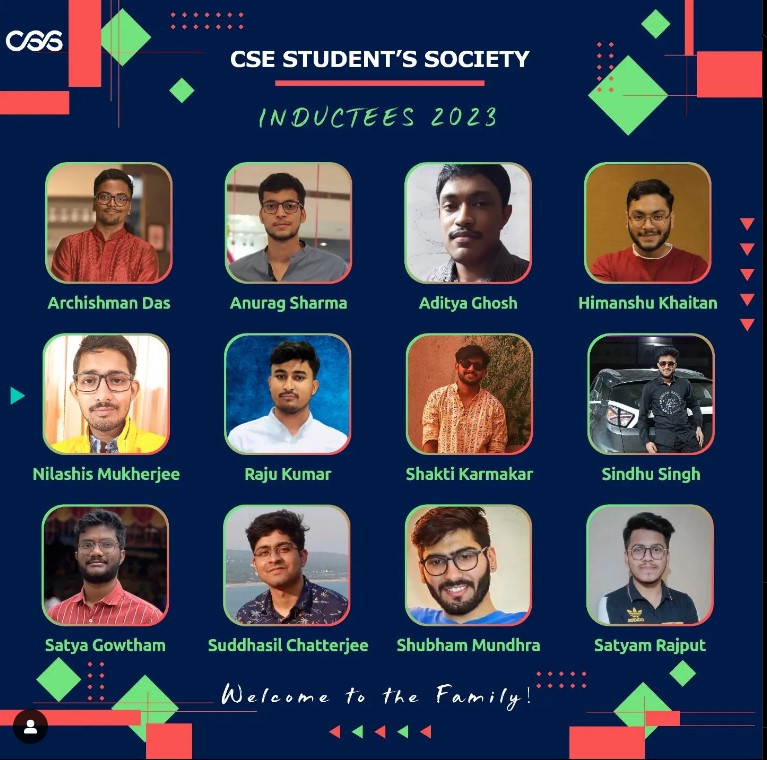 CSS
CSE STUDENT'S SOCIETY
INDUCTEES 2023
Archishman Das
Anurag Sharma
Aditya Ghosh
Himanshu Khaitan
Nilashis Mukherjee
Raju Kumar
Shakti Karmakar
Sindhu Singh
Satya Gowtham
Suddhasil Chatterjee
Shubham Mundhra
Satyam Rajput
Welcome to the Family!